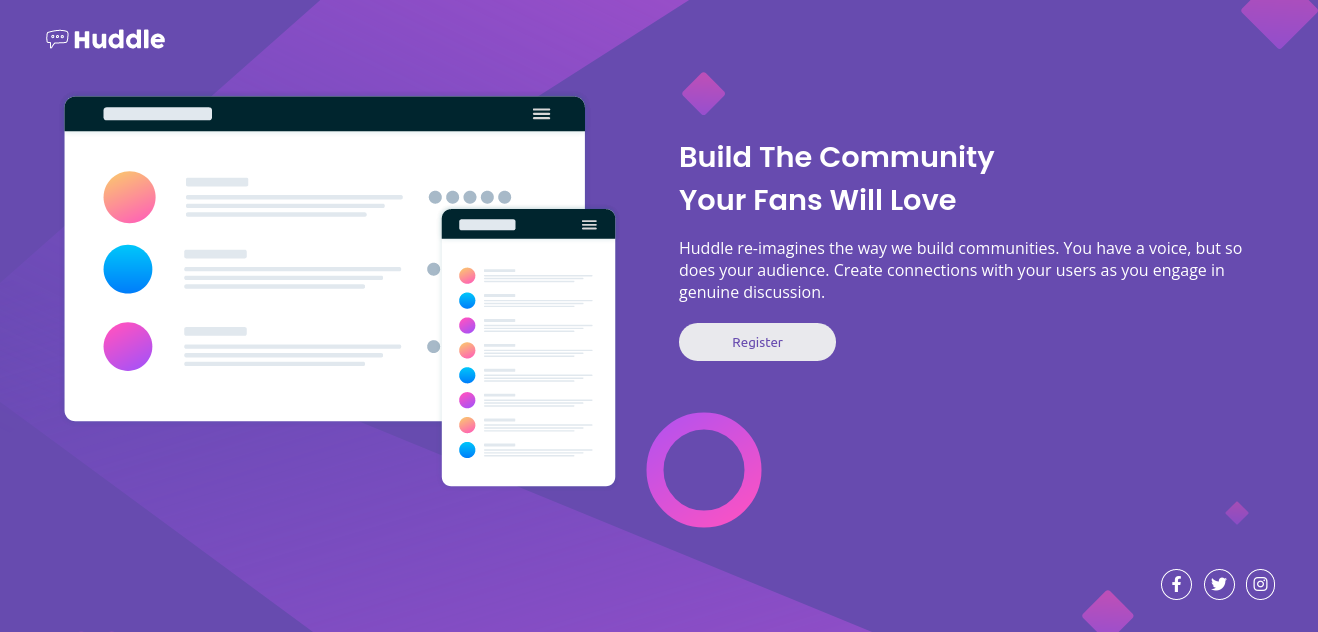 Huddle
Build The Community
Your Fans Will Love
Huddle re-imagines the way we build communities. You have a voice, but so
does your audience. Create connections with your users as you engage in
genuine discussion.
Register